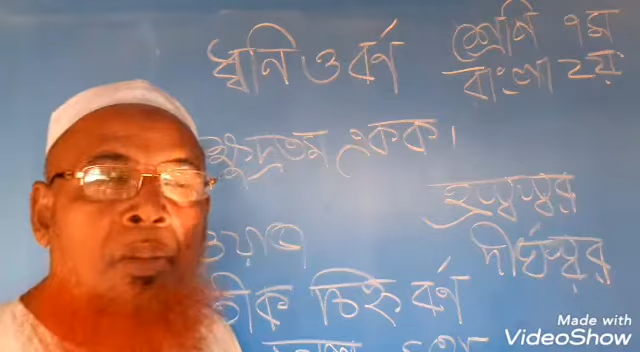 ধ্বনি ও বর্ণ
শ্রেণি ৭ম
বাংলা ২য়
ক্ষুদ্রতম একক।
হ্রস্বস্বর
দীর্ঘস্বর
চিহ্ন বর্ণ
Made with
VideoShow